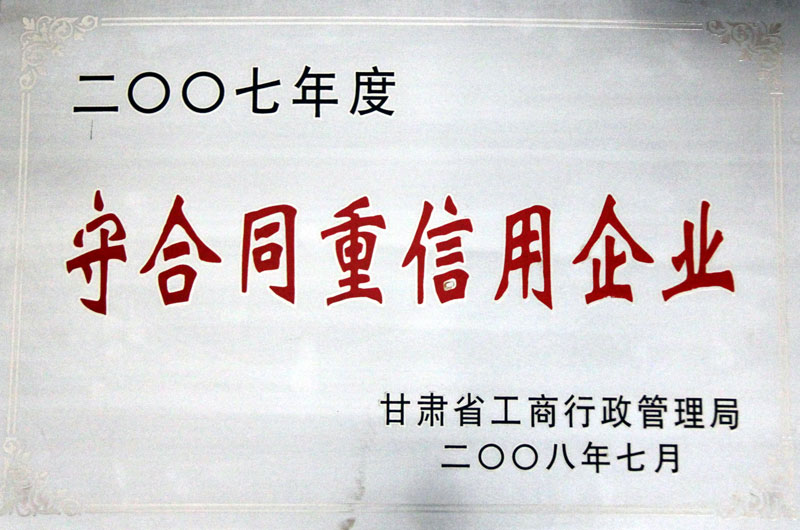 二〇〇七年度
守合同重信用企业
甘肃省工商行政管理局
二〇〇八年七月